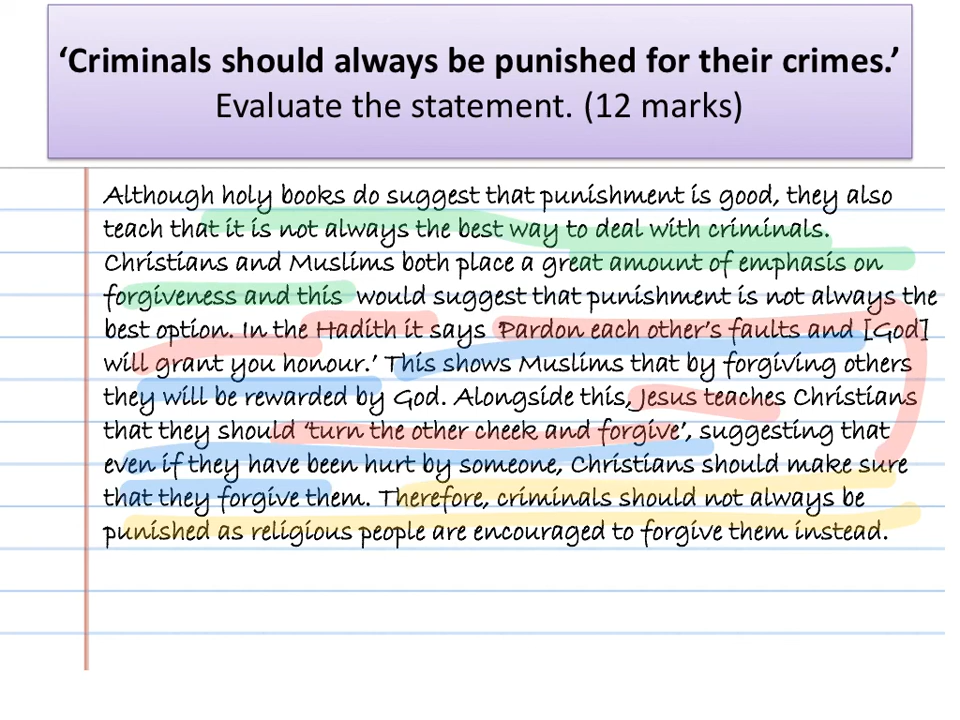 ‘Criminals should always be punished for their crimes.’
Evaluate the statement. (12 marks)
Although holy books do suggest that punishment is good, they also
teach that it is not always the best way to deal with criminals.
Christians and Muslims both place a great amount of emphasis on
forgiveness and this would suggest that punishment is not always the
best option. In the Hadith it says ‘Pardon each other’s faults and [God]
will grant you honour.’ This shows Muslims that by forgiving others
they will be rewarded by God. Alongside this, Jesus teaches Christians
that they should ‘turn the other cheek and forgive’, suggesting that
even if they have been hurt by someone, Christians should make sure
that they forgive them. Therefore, criminals should not always be
punished as religious people are encouraged to forgive them instead.